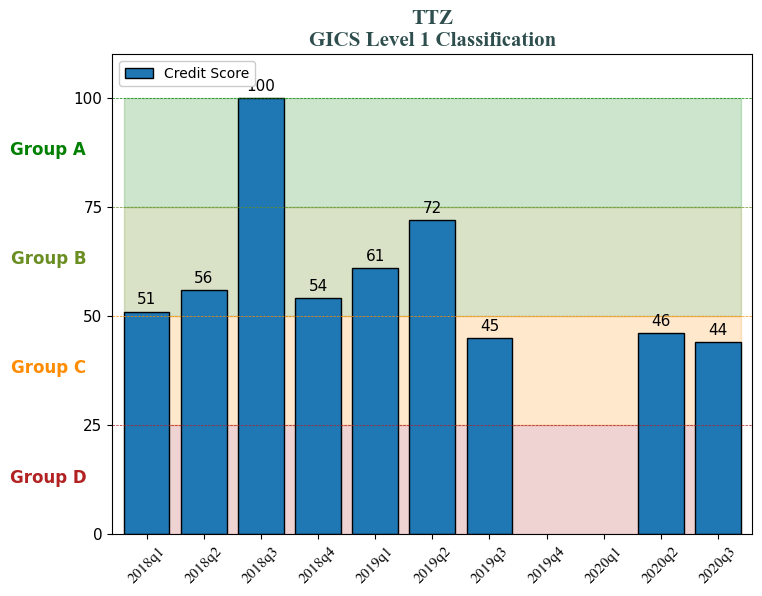 TTZ
GICS Level 1 Classification
Credit Score
100
75
50
25
0
Group A
Group B
Group C
Group D
51
56
100
54
61
72
45
46
44
2018q1
2018q2
2018q3
2018q4
2019q1
2019q2
2019q3
2019q4
2020q1
2020q2
2020q3